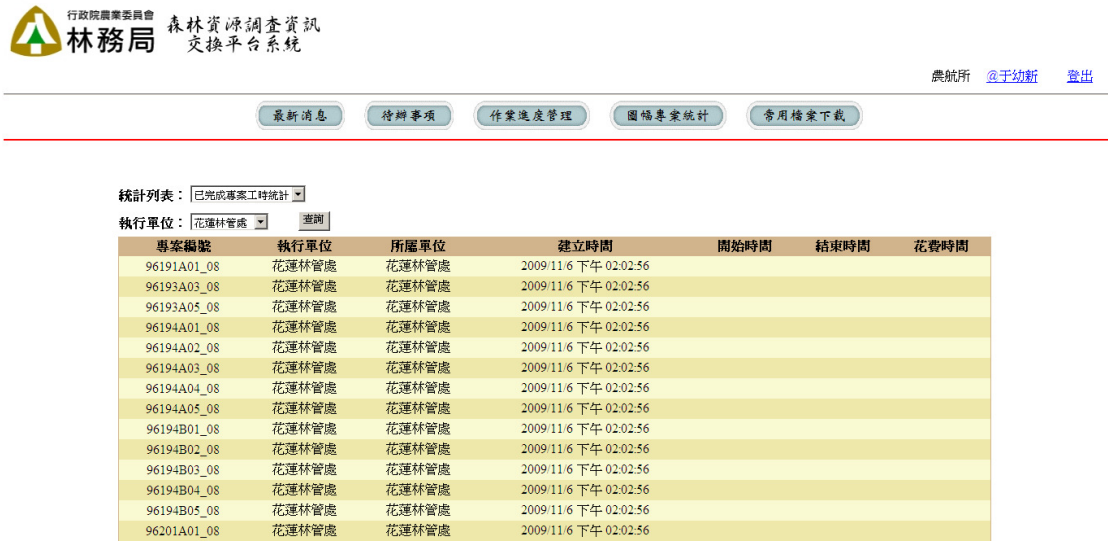 行政院農業委員會
林務局
森林資源調查資訊
交換平台系統
農航所 @于幼新 登出
最新消息 待辦事項 作業進度管理 圖幅專案統計 常用檔案下載
統計列表： 已完成專案工時統計
執行單位： 花蓮林管處 查詢
專案編號 執行單位 所屬單位 建立時間 開始時間 結束時間 花費時間
96191A01_08 花蓮林管處 花蓮林管處 2009/11/6 下午 02:02:56
96193A03_08 花蓮林管處 花蓮林管處 2009/11/6 下午 02:02:56
96193A05_08 花蓮林管處 花蓮林管處 2009/11/6 下午 02:02:56
96194A01_08 花蓮林管處 花蓮林管處 2009/11/6 下午 02:02:56
96194A02_08 花蓮林管處 花蓮林管處 2009/11/6 下午 02:02:56
96194A03_08 花蓮林管處 花蓮林管處 2009/11/6 下午 02:02:56
96194A04_08 花蓮林管處 花蓮林管處 2009/11/6 下午 02:02:56
96194A05_08 花蓮林管處 花蓮林管處 2009/11/6 下午 02:02:56
96194B01_08 花蓮林管處 花蓮林管處 2009/11/6 下午 02:02:56
96194B02_08 花蓮林管處 花蓮林管處 2009/11/6 下午 02:02:56
96194B03_08 花蓮林管處 花蓮林管處 2009/11/6 下午 02:02:56
96194B04_08 花蓮林管處 花蓮林管處 2009/11/6 下午 02:02:56
96194B05_08 花蓮林管處 花蓮林管處 2009/11/6 下午 02:02:56
96201A01_08 花蓮林管處 花蓮林管處 2009/11/6 下午 02:02:56